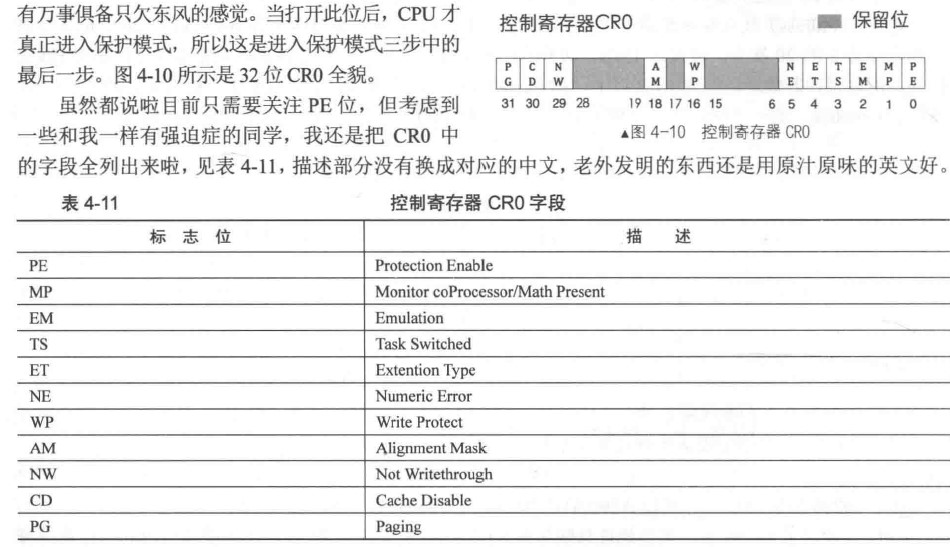 有万事俱备只欠东风的感觉。当打开此位后，CPU 才
真正进入保护模式，所以这是进入保护模式三步中的
最后一步。图 4-10 所示是 32 位 CR0 全貌。
虽然都说啦目前只需要关注 PE 位，但考虑到
一些和我一样有强迫症的同学，我还是把 CR0 中
控制寄存器CR0 保留位
PG CD NW AM WP NE ET TS EM MP PE
31 30 29 28 19 18 17 16 15 6 5 4 3 2 1 0
▲图 4-10 控制寄存器 CR0
的字段全列出来啦，见表 4-11，描述部分没有换成对应的中文，老外发明的东西还是用原汁原味的英文好。
表 4-11 控制寄存器 CR0 字段
标 志 位 描 述
PE Protection Enable
MP Monitor coProcessor/Math Present
EM Emulation
TS Task Switched
ET Extention Type
NE Numeric Error
WP Write Protect
AM Alignment Mask
NW Not Writethrough
CD Cache Disable
PG Paging